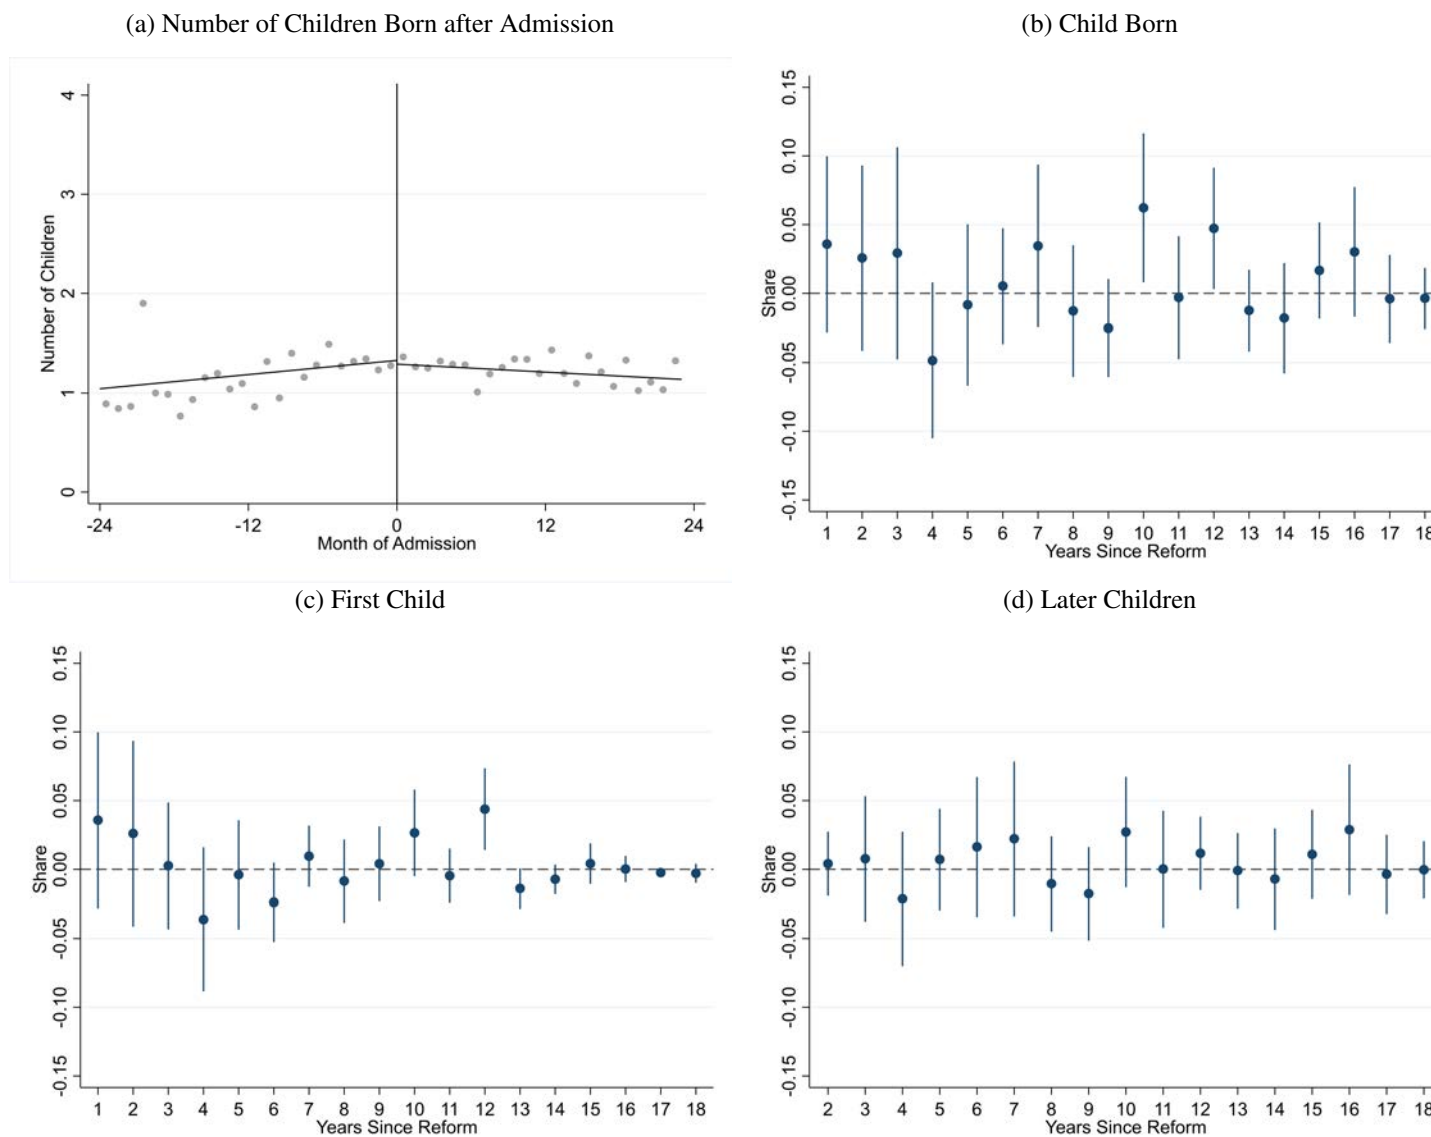 (a) Number of Children Born after Admission
Number of Children
4
3
2
1
0
-24 -12 0 12 24
Month of Admission
(b) Child Born
Share
0.15
0.10
0.05
0.00
-0.05
-0.10
-0.15
1 2 3 4 5 6 7 8 9 10 11 12 13 14 15 16 17 18
Years Since Reform
(c) First Child
Share
0.15
0.10
0.05
0.00
-0.05
-0.10
-0.15
1 2 3 4 5 6 7 8 9 10 11 12 13 14 15 16 17 18
Years Since Reform
(d) Later Children
Share
0.15
0.10
0.05
0.00
-0.05
-0.10
-0.15
2 3 4 5 6 7 8 9 10 11 12 13 14 15 16 17 18
Years Since Reform